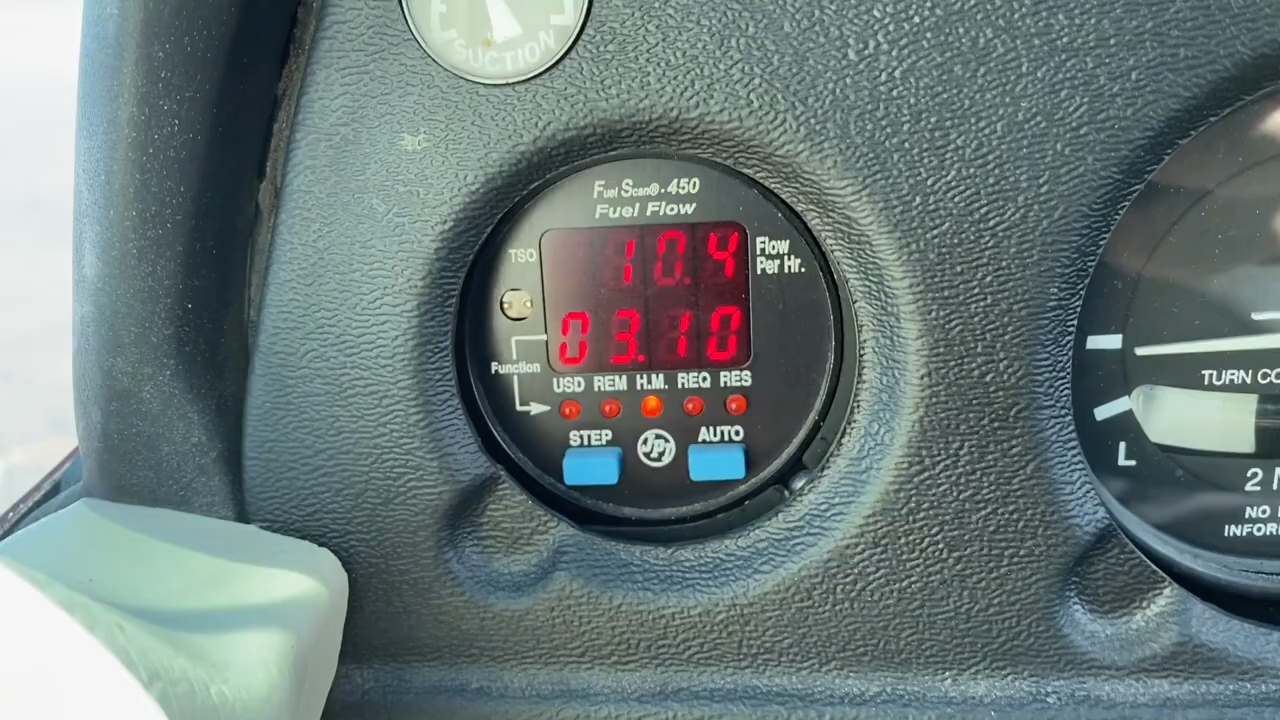 SUCTION
Fuel Scan®-450
Fuel Flow
TSO
10.4
Flow
Per Hr.
03.10
Function
USD REM H.M. REQ RES
STEP
AUTO
JPI
TURN CO
L
2 
NO
INFOR